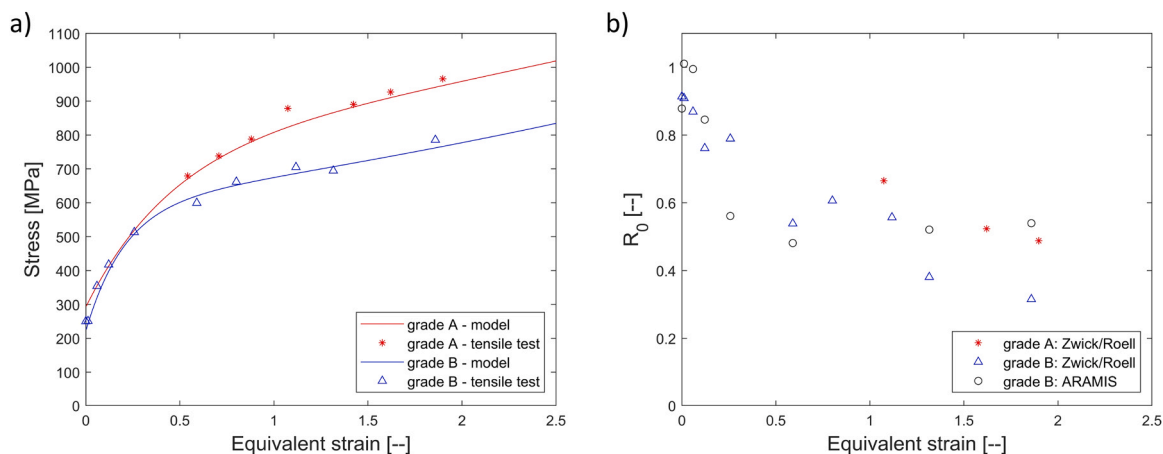 a)
1100
1000
900
800
700
600
500
400
300
200
100
0
Stress [MPa]
0 0.5 1 1.5 2 2.5
Equivalent strain [--]
grade A - model
grade A - tensile test
grade B - model
grade B - tensile test
b)
1
0.8
0.6
0.4
0.2
0
R0 [--]
0 0.5 1 1.5 2 2.5
Equivalent strain [--]
grade A: Zwick/Roell
grade B: Zwick/Roell
grade B: ARAMIS